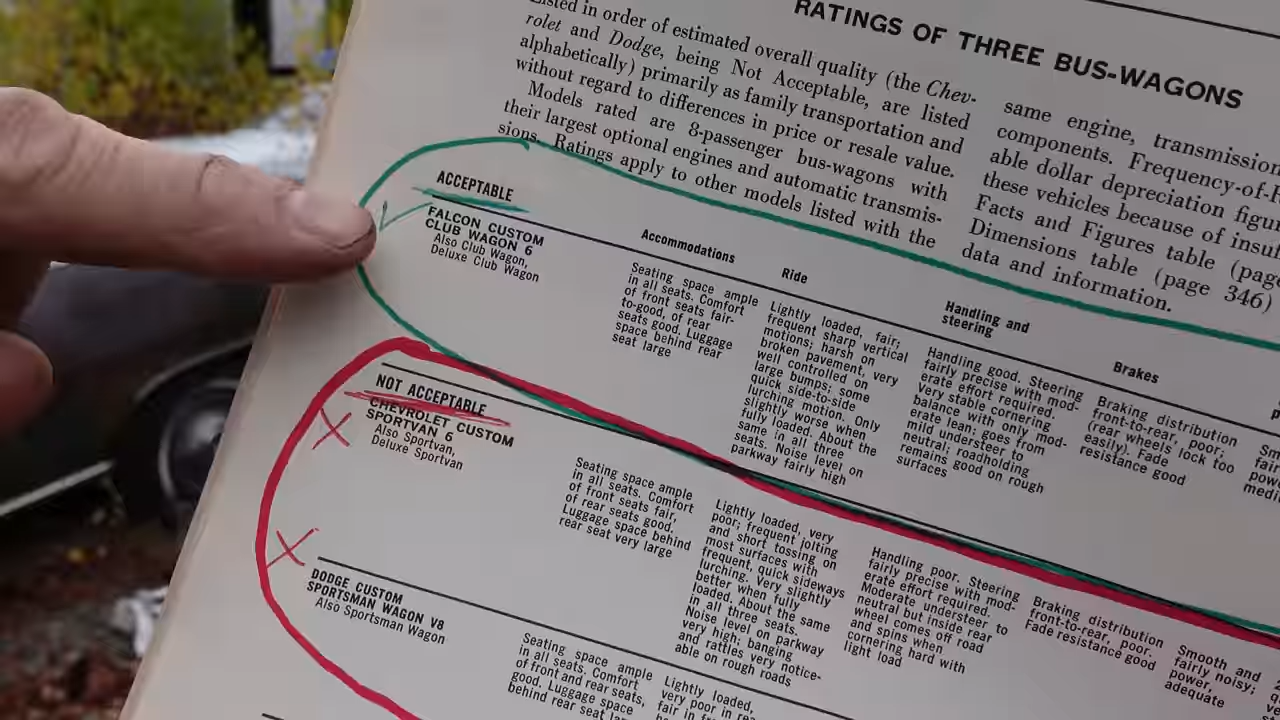 RATINGS OF THREE BUS-WAGONS
Listed in order of estimated overall quality (the Chev-
rolet and Dodge, being Not Acceptable, are listed
alphabetically) primarily as family transportation and
without regard to differences in price or resale value.
Models rated are 8-passenger bus-wagons with
their largest optional engines and automatic transmis-
sions. Ratings apply to other models listed with the
same engine, transmission
components. Frequency-of-
able dollar depreciation figu
these vehicles because of insuf
Facts and Figures table (page
Dimensions table (page 346)
data and information.
ACCEPTABLE
FALCON CUSTOM
CLUB WAGON 6
Also Club Wagon,
Deluxe Club Wagon
Accommodations
Seating space ample
in all seats. Comfort
of front seats fair-
to-good, of rear
seats good. Luggage
space behind rear
seat large
Ride
Lightly loaded, fair;
frequent sharp vertical
motions; harsh on
broken pavement, very
well controlled on
large bumps; some
quick side-to-side
lurching motion. Only
slightly worse when
fully loaded. About the
same in all three
seats. Noise level on
parkway fairly high
Handling and
steering
Handling good. Steering
fairly precise with mod-
erate effort required.
Very stable cornering
balance with only mod-
erate lean; goes from
mild understeer to
neutral; roadholding
remains good on rough
surfaces
Brakes
Braking distribution
front-to-rear, poor;
(rear wheels lock too
easily). Fade
resistance good
Sm
fair
powe
medi
NOT ACCEPTABLE
CHEVROLET CUSTOM
SPORTVAN 6
Also Sportvan,
Deluxe Sportvan
Seating space ample
in all seats. Comfort
of front seats fair,
of rear seats good,
Luggage space behind
rear seat very large
Lightly loaded, very
poor; frequent jolting
and short tossing on
most surfaces with
frequent, quick sideways
lurching. Very slightly
better when fully
loaded. About the same
in all three seats.
Noise level on parkway
very high; banging
and rattles very notice-
able on rough roads
Handling poor. Steering
fairly precise with mod-
erate effort required.
Moderate understeer to
neutral but inside rear
wheel comes off road
and spins when
cornering hard with
light load
Braking distribution
front-to-rear, poor.
Fade resistance good
Smooth and
fairly noisy;
power,
adequate
DODGE CUSTOM
SPORTSMAN WAGON V8
Also Sportsman Wagon
Seating space ample
in all seats. Comfort
of front and rear seats,
good. Luggage space
behind rear seat lar
Lightly loaded,
very poor in rea
fair in fr